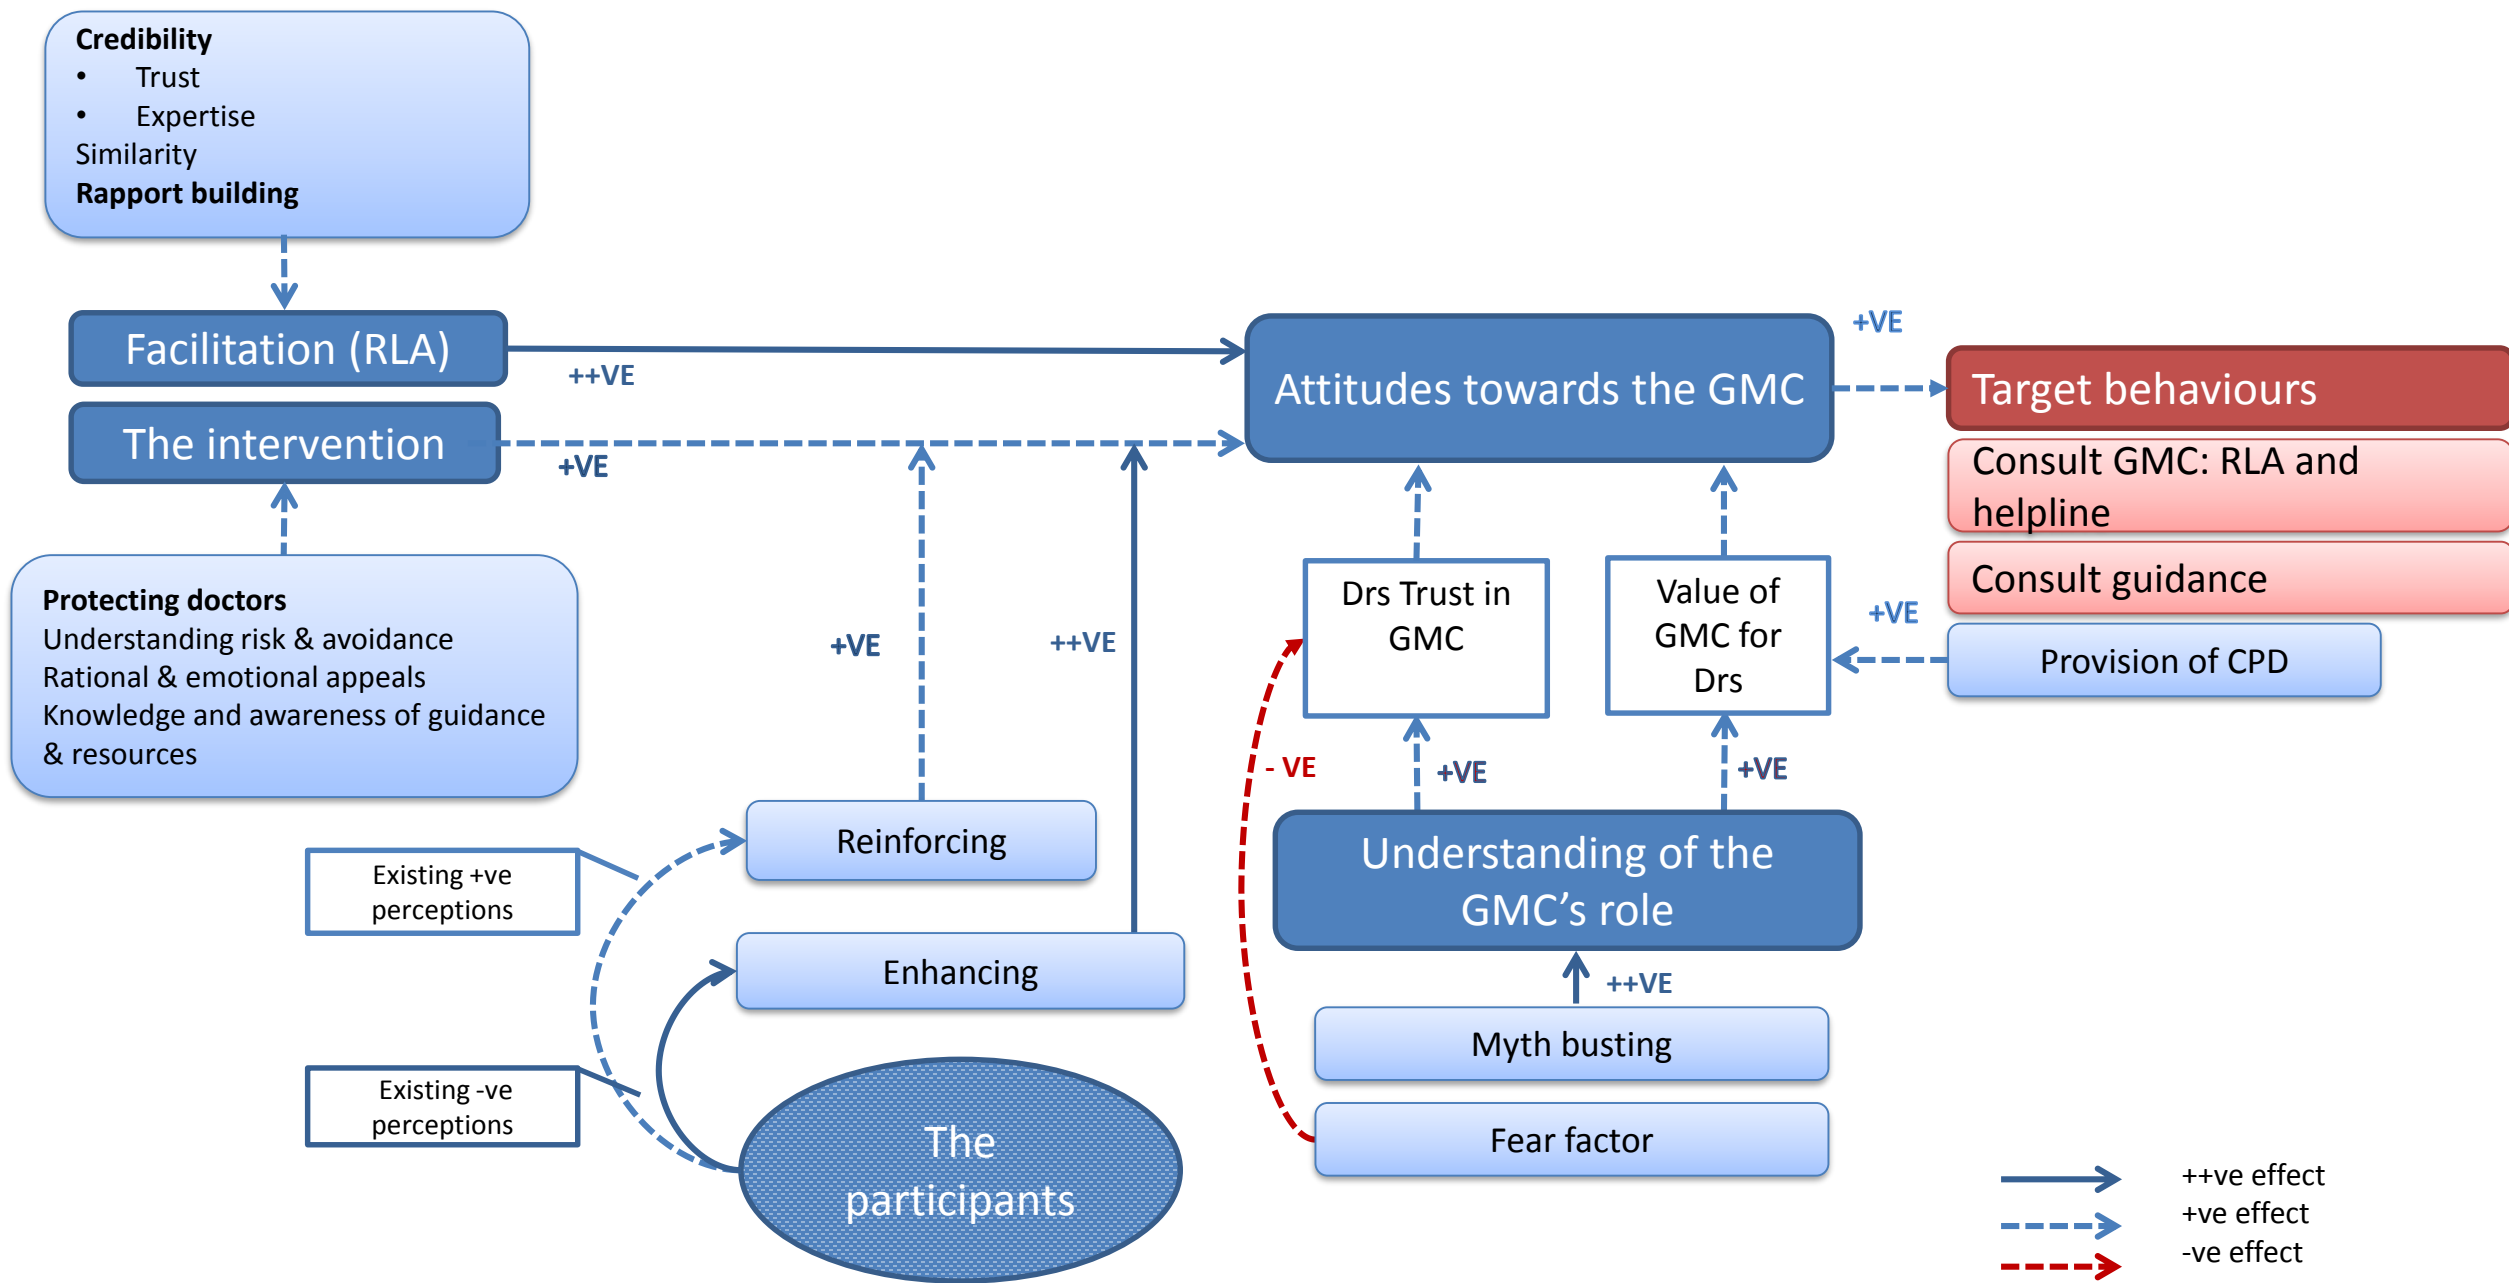 Credibility
• Trust
• Expertise
Similarity
Rapport building
Facilitation (RLA)
++VE
The intervention
+VE
Protecting doctors
Understanding risk & avoidance
Rational & emotional appeals
Knowledge and awareness of guidance
& resources
Existing +ve
perceptions
Existing -ve
perceptions
Reinforcing
+VE
Enhancing
++VE
The
participants
Attitudes towards the GMC
+VE
Target behaviours
Consult GMC: RLA and
helpline
Consult guidance
+VE
Provision of CPD
Drs Trust in
GMC
Value of
GMC for
Drs
- VE
+VE
+VE
Understanding of the
GMC’s role
++VE
Myth busting
Fear factor
++ve effect
+ve effect
-ve effect